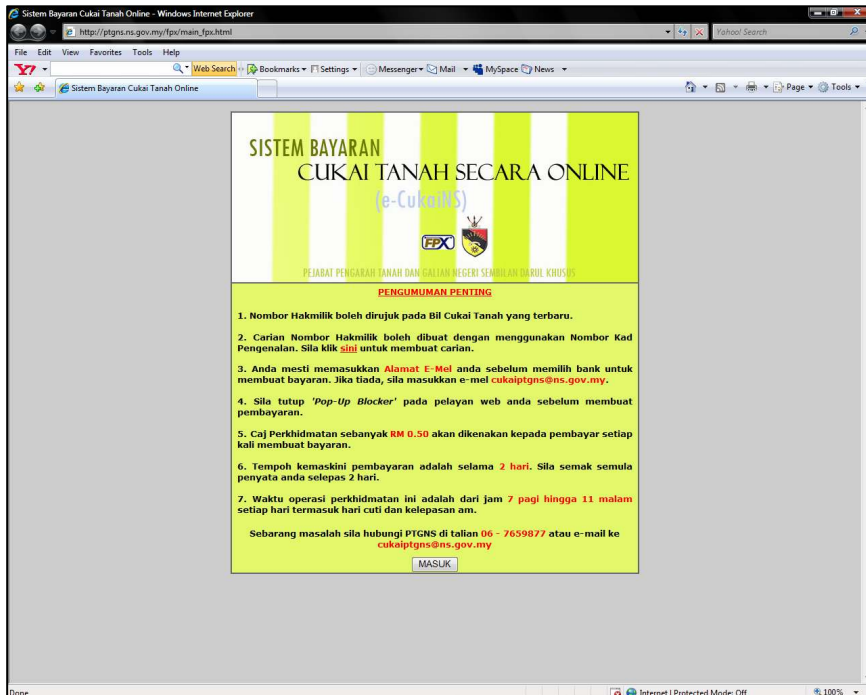 Sistem Bayaran Cukai Tanah Online - Windows Internet Explorer
http://ptgns.ns.gov.my/fpx/main_fpx.html
Yahoo! Search
File Edit View Favorites Tools Help
Y7 Web Search Bookmarks Settings Messenger Mail MySpace News
Sistem Bayaran Cukai Tanah Online Page Tools
SISTEM BAYARAN
CUKAI TANAH SECARA ONLINE
(e-CukaiNS)
FPX
PEJABAT PENGARAH TANAH DAN GALIAN NEGERI SEMBILAN DARUL KHUSUS
PENGUMUMAN PENTING
1. Nombor Hakmilik boleh dirujuk pada Bil Cukai Tanah yang terbaru.
2. Carian Nombor Hakmilik boleh dibuat dengan menggunakan Nombor Kad
Pengenalan. Sila klik sini untuk membuat carian.
3. Anda mesti memasukkan Alamat E-Mel anda sebelum memilih bank untuk
membuat bayaran. Jika tiada, sila masukkan e-mel cukaiptgns@ns.gov.my.
4. Sila tutup 'Pop-Up Blocker' pada pelayan web anda sebelum membuat
pembayaran.
5. Caj Perkhidmatan sebanyak RM 0.50 akan dikenakan kepada pembayar setiap
kali membuat bayaran.
6. Tempoh kemaskini pembayaran adalah selama 2 hari. Sila semak semula
penyata anda selepas 2 hari.
7. Waktu operasi perkhidmatan ini adalah dari jam 7 pagi hingga 11 malam
setiap hari termasuk hari cuti dan kelepasan am.
Sebarang masalah sila hubungi PTGNS di talian 06 - 7659877 atau e-mail ke
cukaiptgns@ns.gov.my
MASUK
Done Internet | Protected Mode: Off 100%